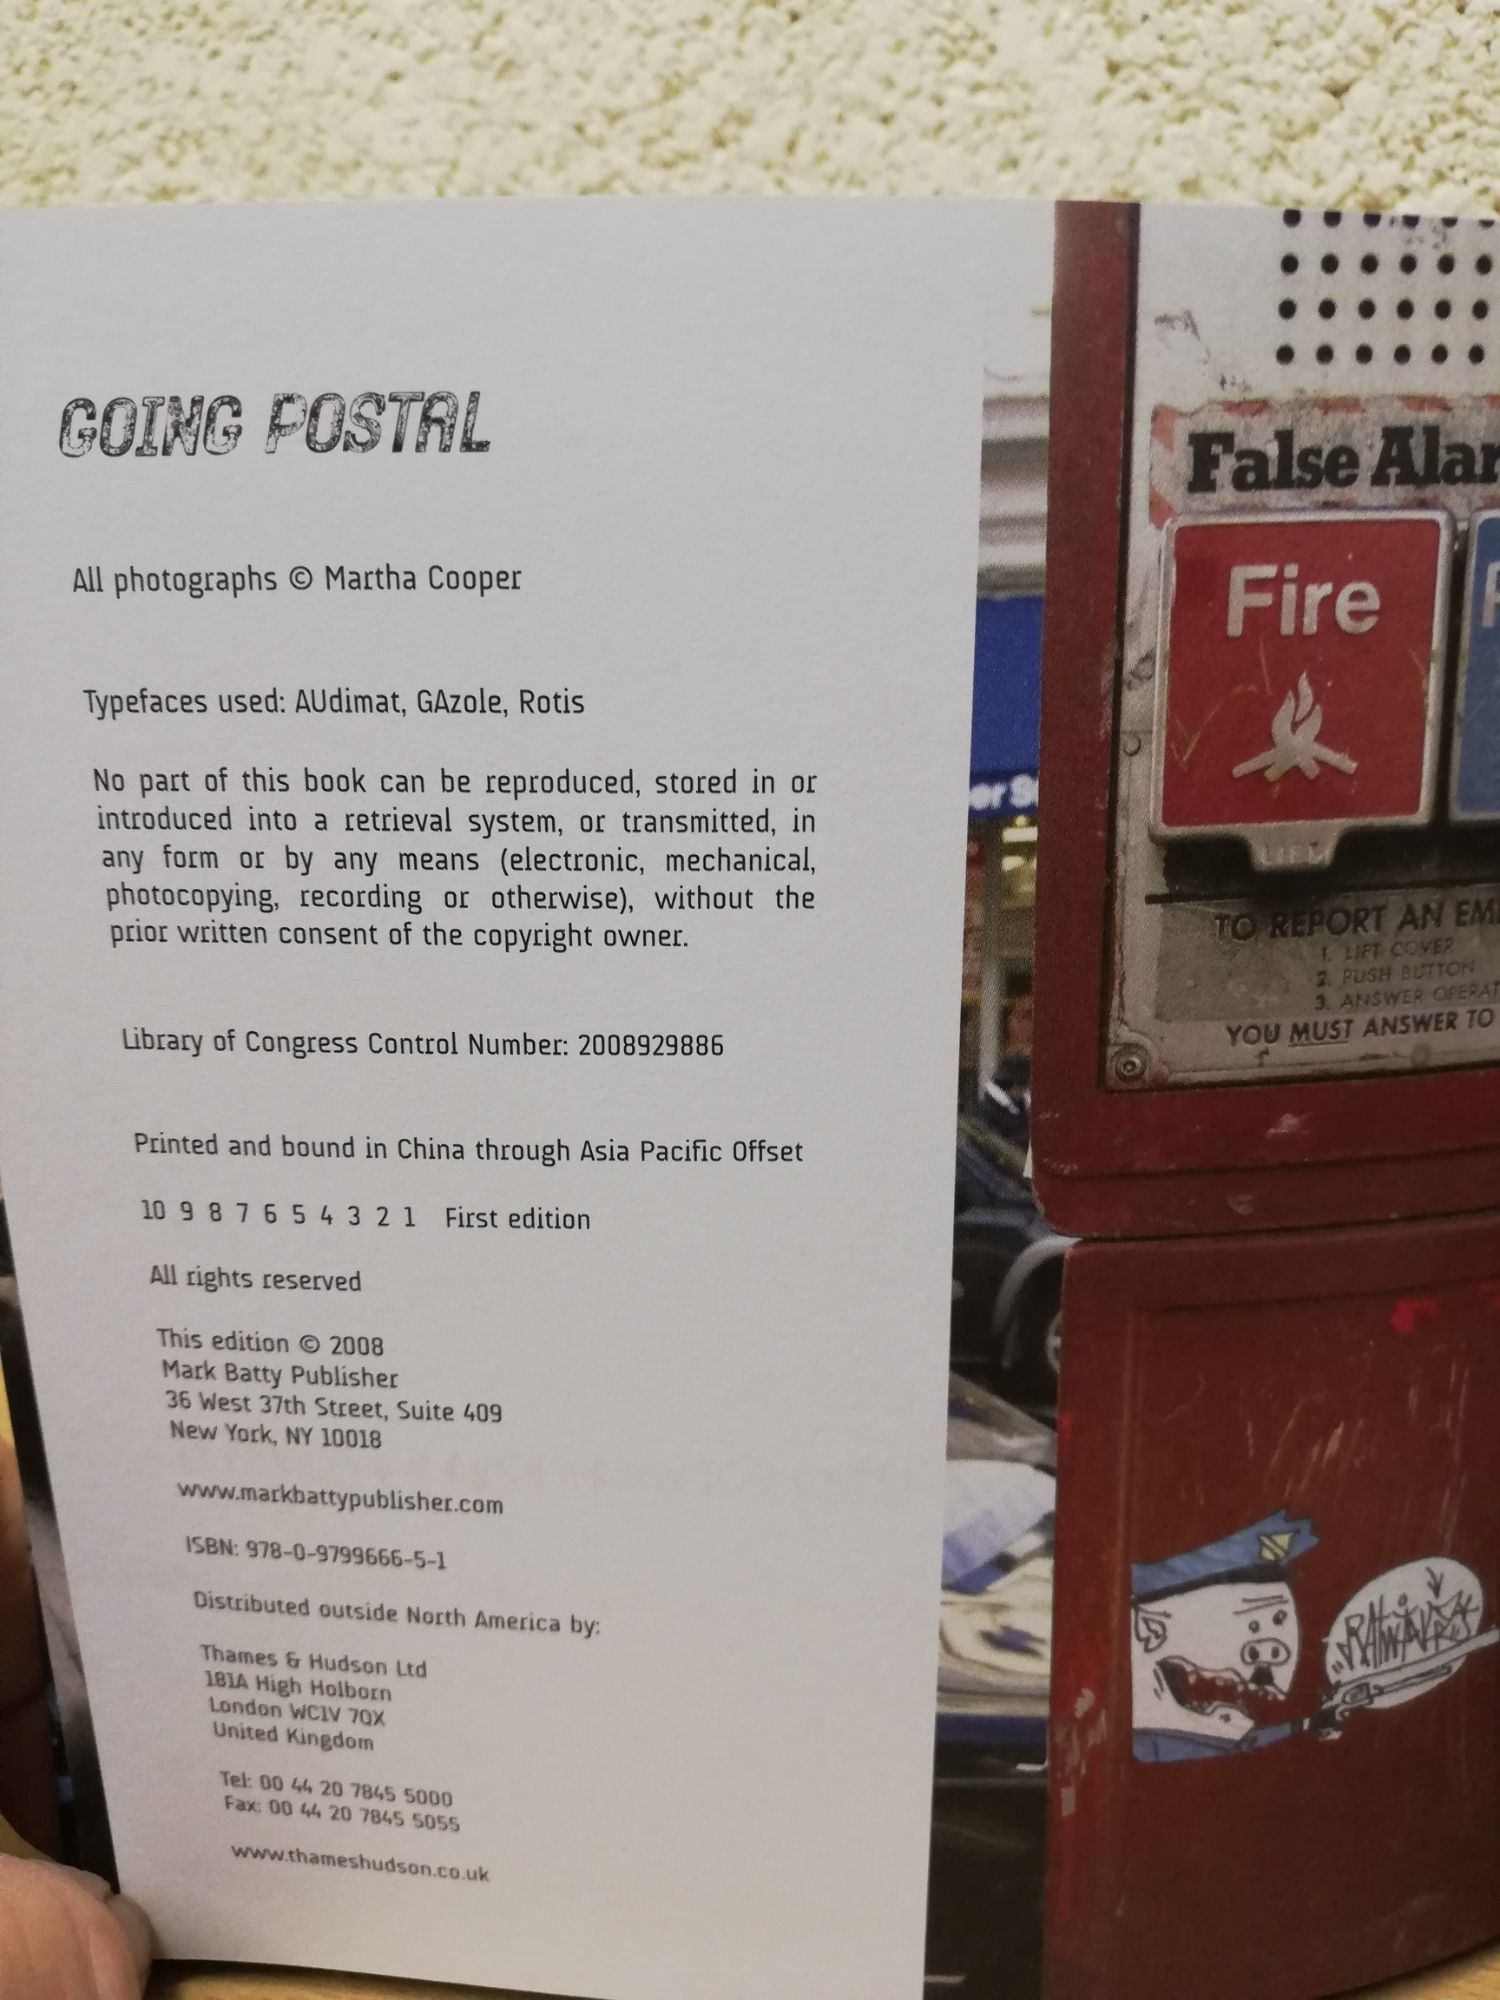 GOING POSTAL
All photographs © Martha Cooper
Typefaces used: AUdimat, GAzole, Rotis
No part of this book can be reproduced, stored in or
introduced into a retrieval system, or transmitted, in
any form or by any means (electronic, mechanical,
photocopying, recording or otherwise), without the
prior written consent of the copyright owner.
Library of Congress Control Number: 2008929886
Printed and bound in China through Asia Pacific Offset
10 9 8 7 6 5 4 3 2 1 First edition
All rights reserved
This edition © 2008
Mark Batty Publisher
36 West 37th Street, Suite 409
New York, NY 10018
www.markbattypublisher.com
ISBN: 978-0-9799666-5-1
Distributed outside North America by:
Thames & Hudson Ltd
181A High Holborn
London WC1V 7QX
United Kingdom
Tel: 00 44 20 7845 5000
Fax: 00 44 20 7845 5055
www.thameshudson.co.uk
False Alar
Fire
TO REPORT AN EM
1. LIFT COVER
2. PUSH BUTTON
3. ANSWER OPERAT
YOU MUST ANSWER TO